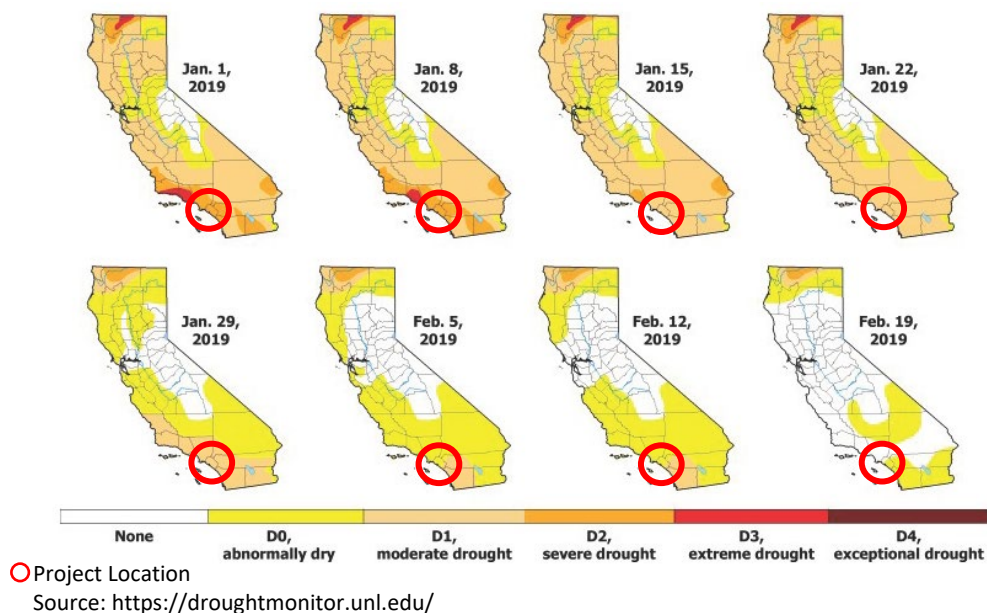 Jan. 1,
2019
Jan. 8,
2019
Jan. 15,
2019
Jan. 22,
2019
Jan. 29,
2019
Feb. 5,
2019
Feb. 12,
2019
Feb. 19,
2019
None
D0,
abnormally dry
D1,
moderate drought
D2,
severe drought
D3,
extreme drought
D4,
exceptional drought
Project Location
Source: https://droughtmonitor.unl.edu/